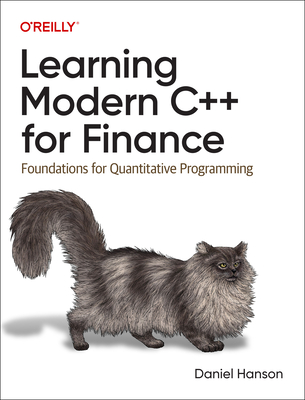 O'REILLY®
Learning
Modern C++
for Finance
Foundations for Quantitative Programming
Daniel Hanson